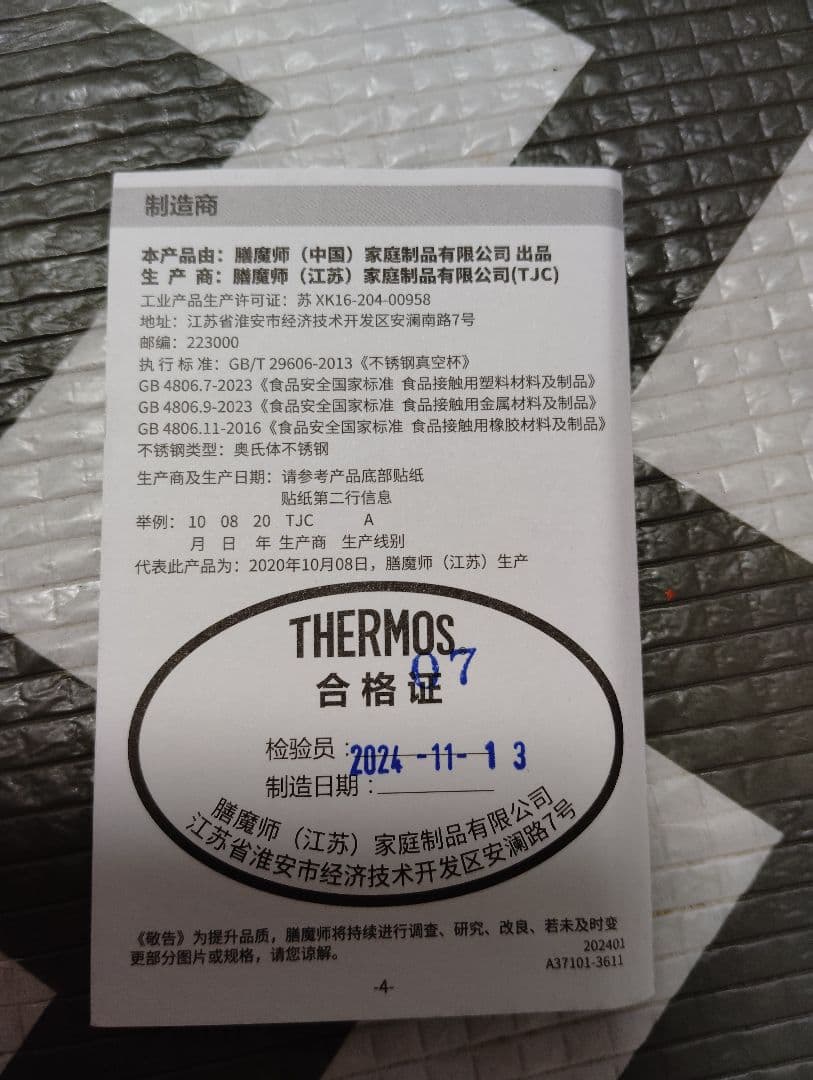 制造商
本产品由：膳魔师（中国）家庭制品有限公司 出品
生 产 商：膳魔师（江苏）家庭制品有限公司(TJC)
工业产品生产许可证：苏 XK16-204-00958
地址：江苏省淮安市经济技术开发区安澜南路7号
邮编：223000
执 行 标 准：GB/T 29606-2013《不锈钢真空杯》
GB 4806.7-2023《食品安全国家标准 食品接触用塑料材料及制品》
GB 4806.9-2023《食品安全国家标准 食品接触用金属材料及制品》
GB 4806.11-2016《食品安全国家标准 食品接触用橡胶材料及制品》
不锈钢类型：奥氏体不锈钢
生产商及生产日期：请参考产品底部贴纸
贴纸第二行信息
举例： 10 08 20 TJC A
月 日 年 生产商 生产线别
代表此产品为：2020年10月08日，膳魔师（江苏）生产
THERMOS
07
合格证
检验员：
2024-11-13
制造日期：
膳魔师（江苏）家庭制品有限公司
江苏省淮安市经济技术开发区安澜路7号
《敬告》为提升品质，膳魔师将持续进行调查、研究、改良、若未及时变
更部分图片或规格，请您谅解。
202401
A37101-3611
-4-